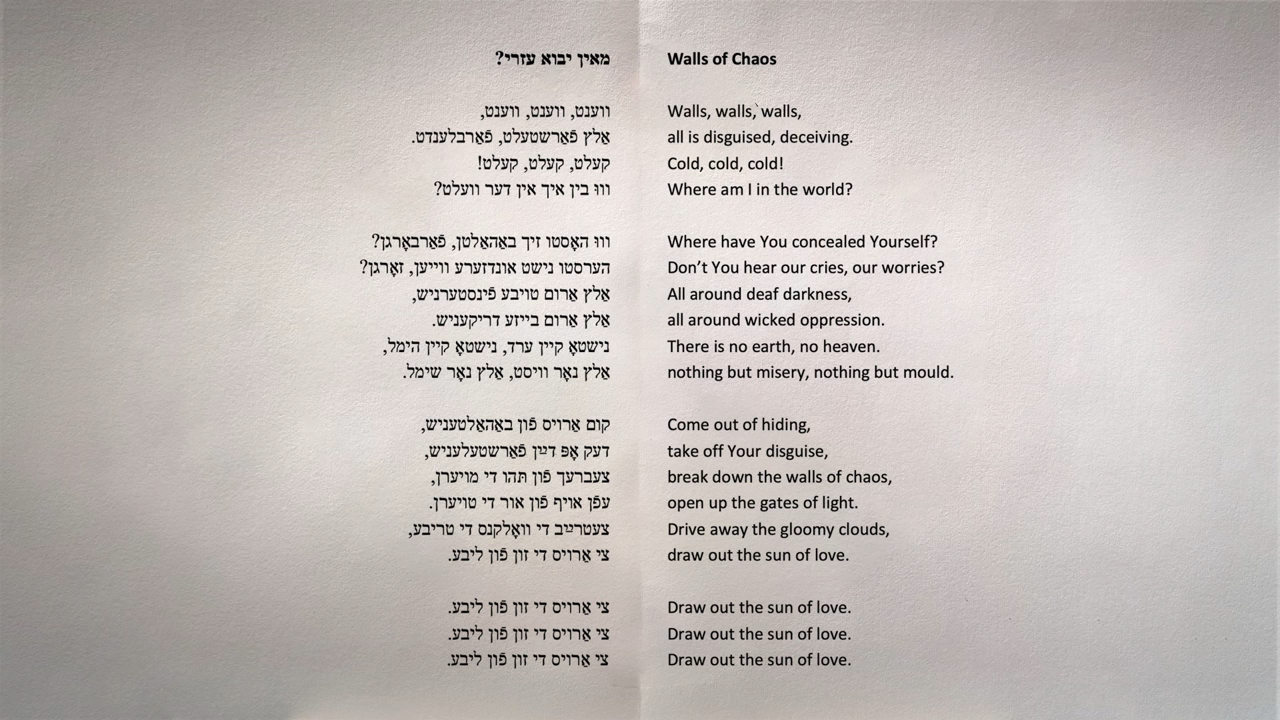 מאין יבוא עזרי?
ווענט, ווענט, ווענט,
אַלץ פֿאַרשטעלט, פֿאַרבלענדט.
קעלט, קעלט, קעלט!
וווּ בין איך אין דער וועלט?
וווּ האָסטו זיך באַהאַלטן, פֿאַרבאָרגן?
הערסטו נישט אונדזערע ווייען, זאָרגן?
אַלץ אַרום טויבע פֿינסטערניש,
אַלץ אַרום בייזע דריקעניש.
נישטאָ קיין ערד, נישטאָ קיין הימל,
אַלץ נאָר וויסט, אַלץ נאָר שימל.
קום אַרויס פֿון באַהאַלטעניש,
דעק אָפּ דײַן פֿאַרשטעלעניש,
צעברעך פֿון תּהו די מויערן,
עפֿן אויף פֿון אור די טויערן.
צעטרײַב די וואָלקנס די טריבע,
צי אַרויס די זון פֿון ליבע.
צי אַרויס די זון פֿון ליבע.
צי אַרויס די זון פֿון ליבע.
צי אַרויס די זון פֿון ליבע.
Walls of Chaos
Walls, walls, walls,
all is disguised, deceiving.
Cold, cold, cold!
Where am I in the world?
Where have You concealed Yourself?
Don’t You hear our cries, our worries?
All around deaf darkness,
all around wicked oppression.
There is no earth, no heaven.
nothing but misery, nothing but mould.
Come out of hiding,
take off Your disguise,
break down the walls of chaos,
open up the gates of light.
Drive away the gloomy clouds,
draw out the sun of love.
Draw out the sun of love.
Draw out the sun of love.
Draw out the sun of love.